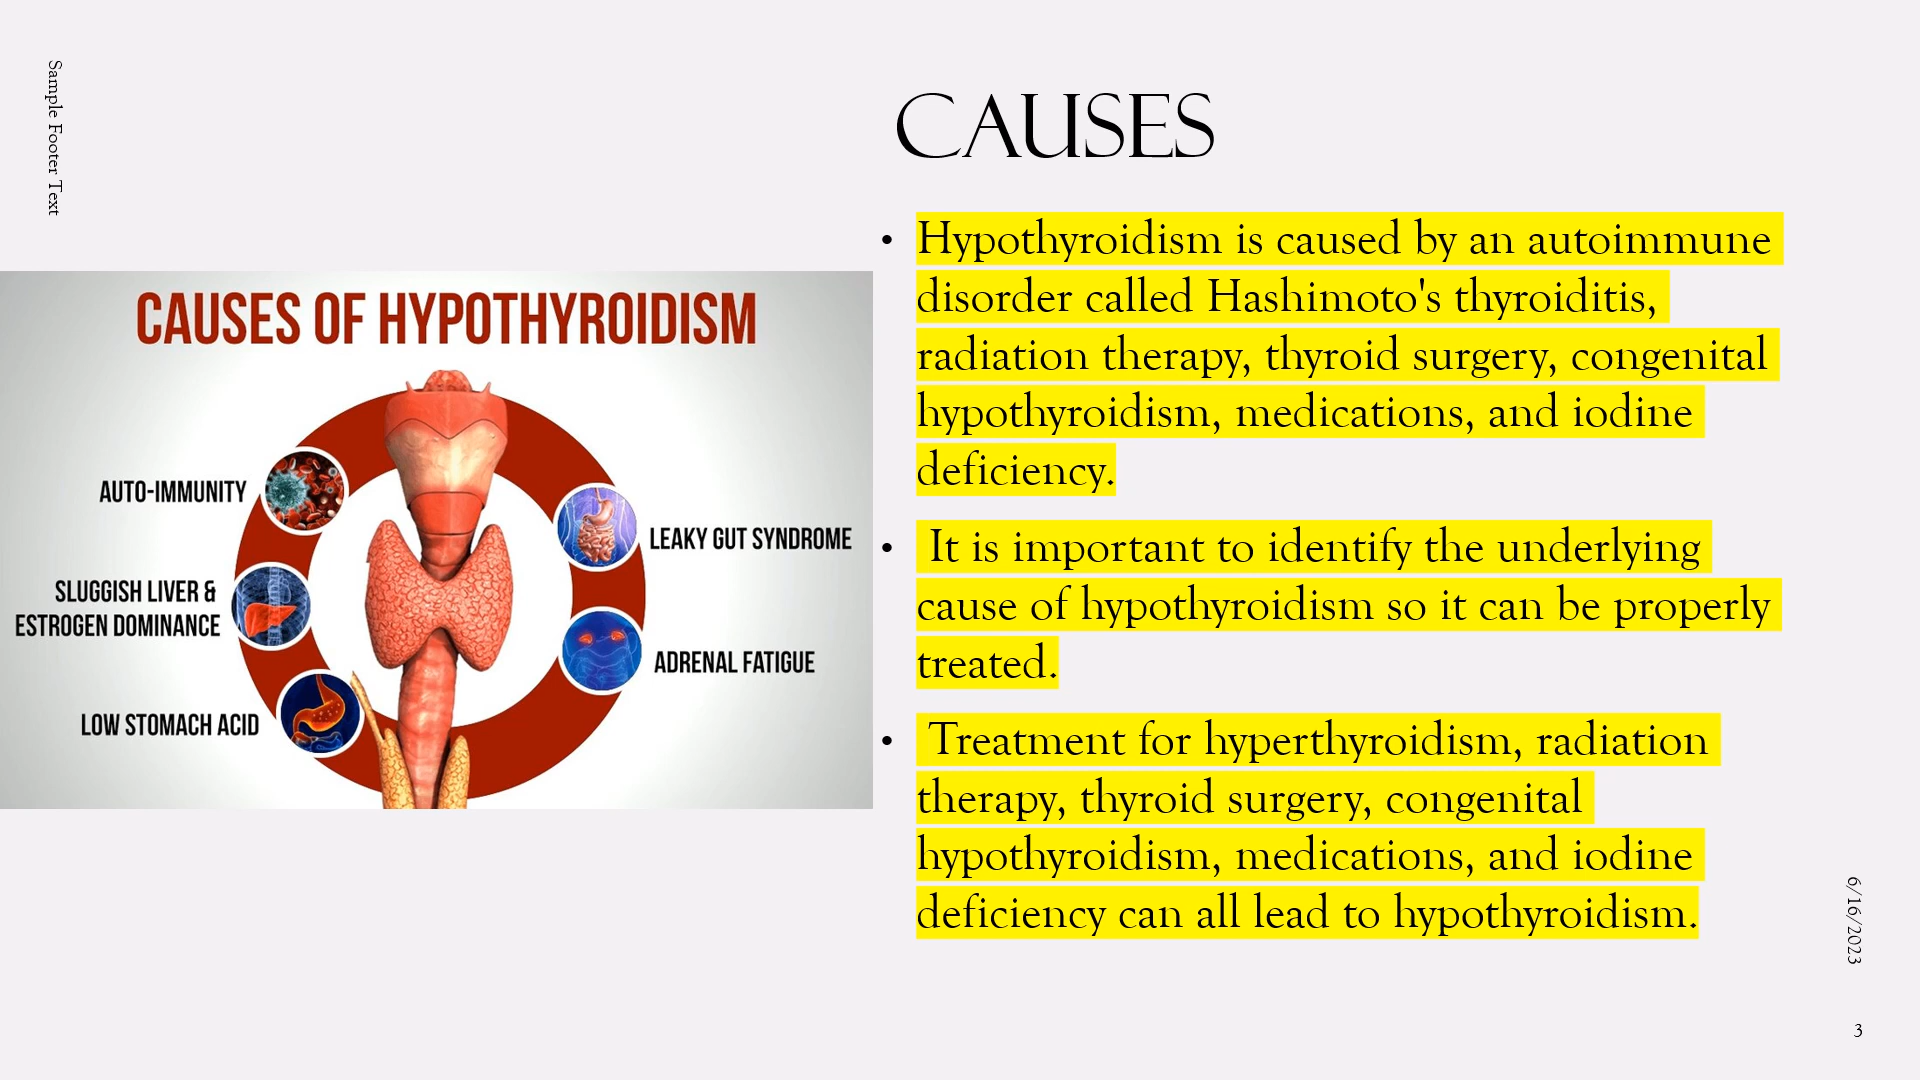 Sample Footer Text
CAUSES
CAUSES OF HYPOTHYROIDISM
AUTO-IMMUNITY
SLUGGISH LIVER &
ESTROGEN DOMINANCE
LOW STOMACH ACID
LEAKY GUT SYNDROME
ADRENAL FATIGUE
• Hypothyroidism is caused by an autoimmune
disorder called Hashimoto's thyroiditis,
radiation therapy, thyroid surgery, congenital
hypothyroidism, medications, and iodine
deficiency.
• It is important to identify the underlying
cause of hypothyroidism so it can be properly
treated.
• Treatment for hyperthyroidism, radiation
therapy, thyroid surgery, congenital
hypothyroidism, medications, and iodine
deficiency can all lead to hypothyroidism.
6/16/2023
3